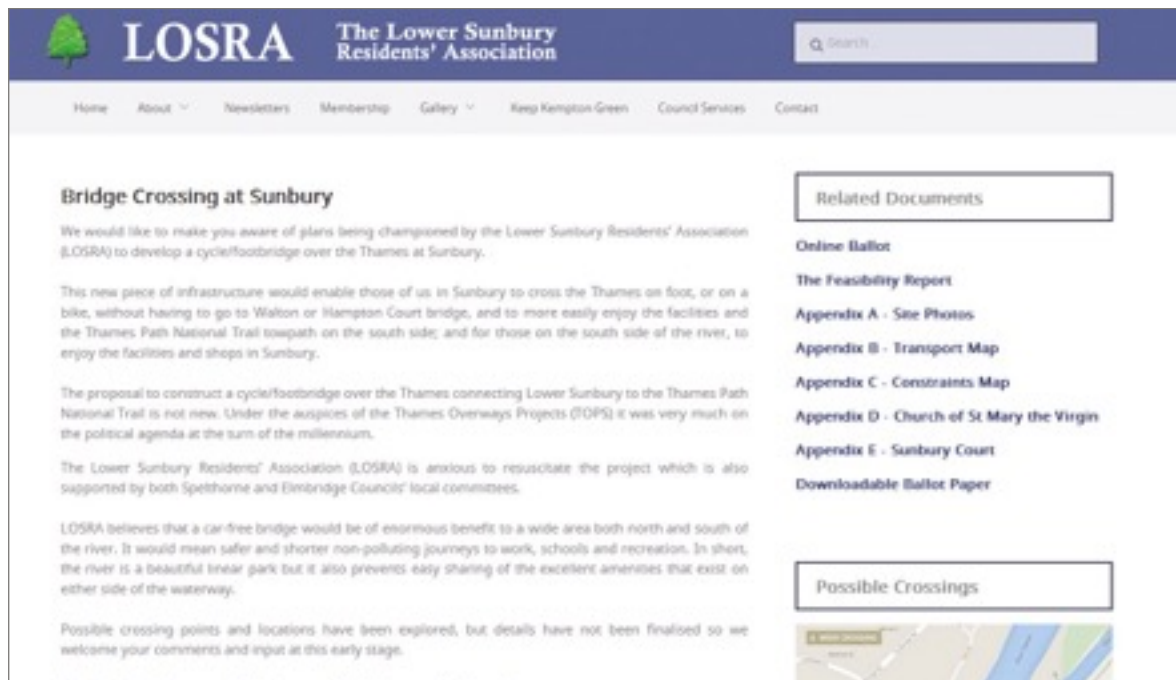 LOSRA
The Lower Sunbury
Residents' Association
Search...
Home About Newsletters Membership Gallery Keep Kempton Green Council Services Contact
Bridge Crossing at Sunbury
We would like to make you aware of plans being championed by the Lower Sunbury Residents' Association
(LOSRA) to develop a cycle/footbridge over the Thames at Sunbury.
This new piece of infrastructure would enable those of us in Sunbury to cross the Thames on foot, or on a
bike, without having to go to Walton or Hampton Court bridge, and to more easily enjoy the facilities and
the Thames Path National Trail towpath on the south side; and for those on the south side of the river, to
enjoy the facilities and shops in Sunbury.
The proposal to construct a cycle/footbridge over the Thames connecting Lower Sunbury to the Thames Path
National Trail is not new. Under the auspices of the Thames Overways Projects (TOPS) it was very much on
the political agenda at the turn of the millennium.
The Lower Sunbury Residents' Association (LOSRA) is anxious to resuscitate the project which is also
supported by both Spelthorne and Elmbridge Councils' local committees.
LOSRA believes that a car-free bridge would be of enormous benefit to a wide area both north and south of
the river. It would mean safer and shorter non-polluting journeys to work, schools and recreation. In short,
the river is a beautiful linear park but it also prevents easy sharing of the excellent amenities that exist on
either side of the waterway.
Possible crossing points and locations have been explored, but details have not been finalised so we
welcome your comments and input at this early stage.
Related Documents
Online Ballot
The Feasibility Report
Appendix A - Site Photos
Appendix B - Transport Map
Appendix C - Constraints Map
Appendix D - Church of St Mary the Virgin
Appendix E - Sunbury Court
Downloadable Ballot Paper
Possible Crossings